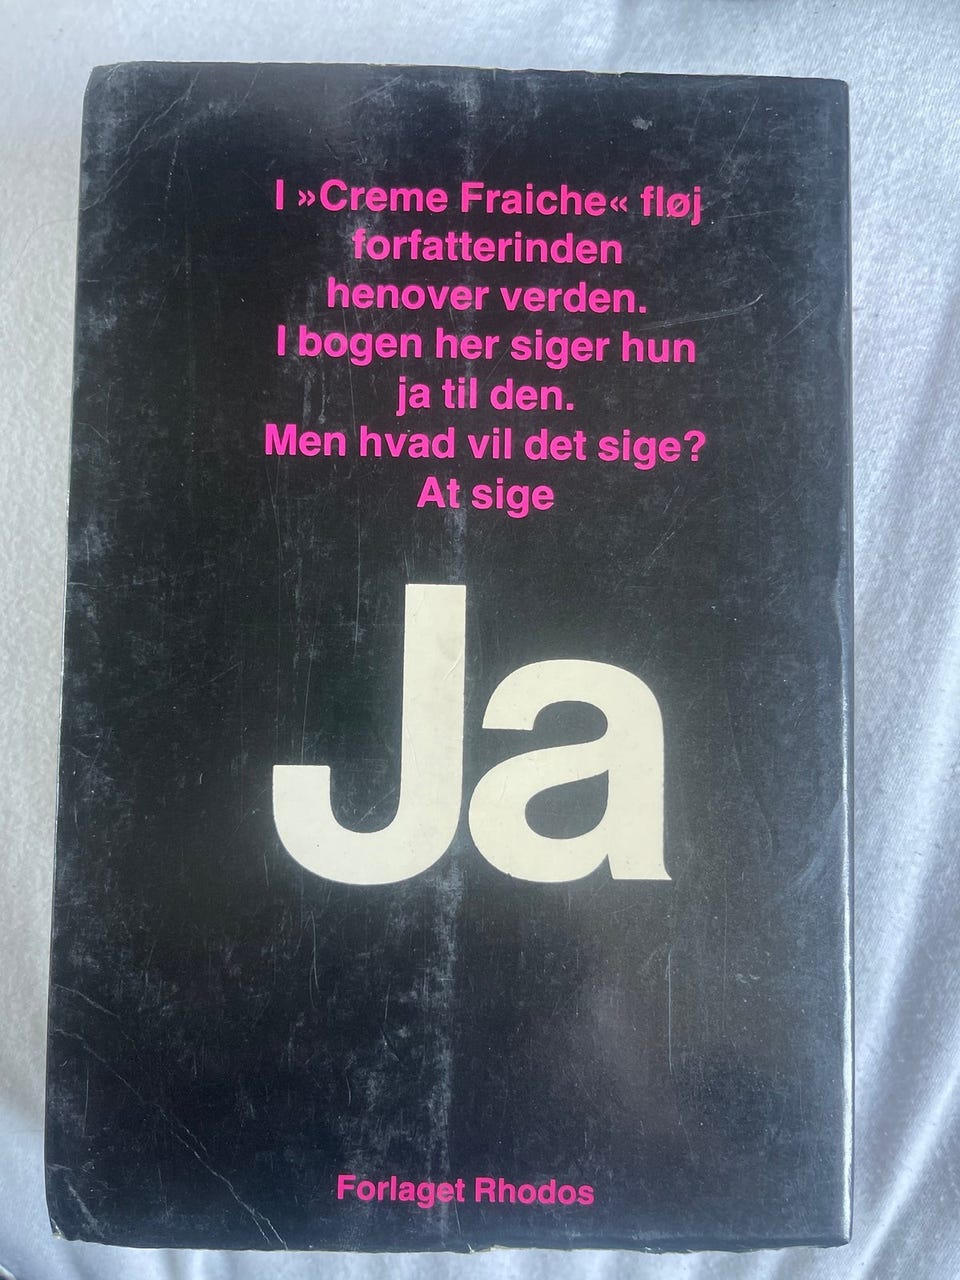 I »Creme Fraiche« fløj
forfatterinden
henover verden.
I bogen her siger hun
ja til den.
Men hvad vil det sige?
At sige
Ja
Forlaget Rhodos